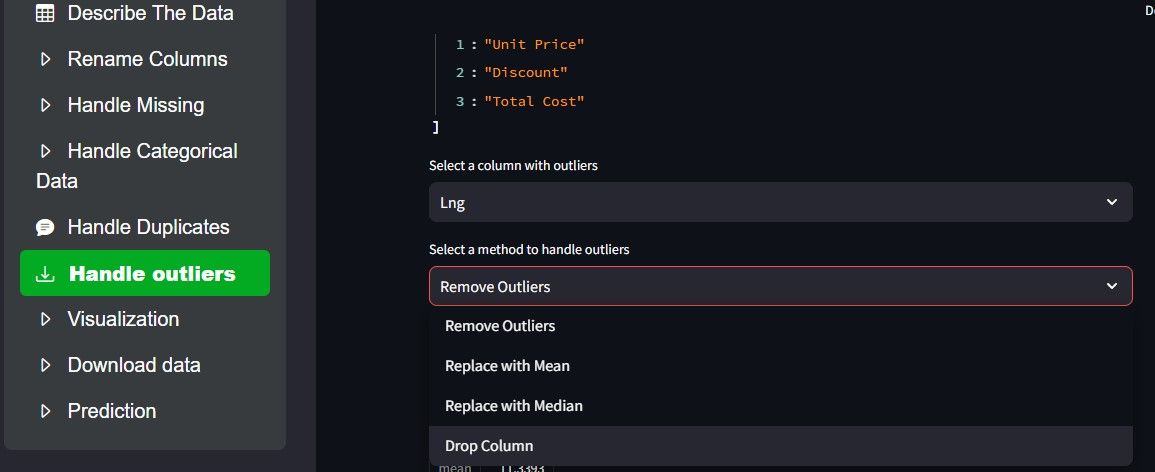 Describe The Data
Rename Columns
Handle Missing
Handle Categorical
Data
Handle Duplicates
Handle outliers
Visualization
Download data
Prediction
1 : "Unit Price"
2 : "Discount"
3 : "Total Cost"
]
Select a column with outliers
Lng
Select a method to handle outliers
Remove Outliers
Remove Outliers
Replace with Mean
Replace with Median
Drop Column
mean 11.3393